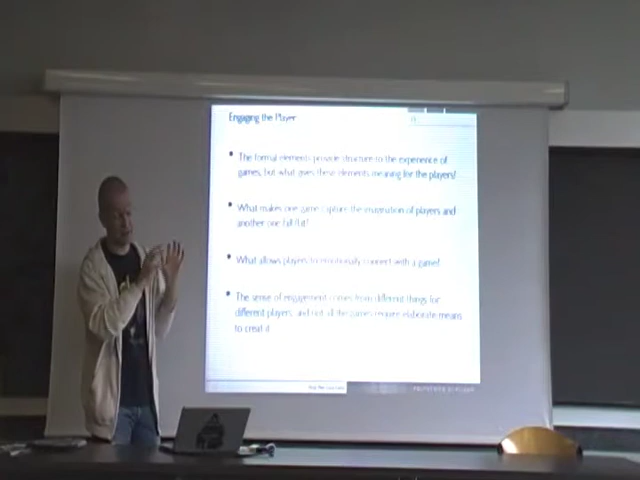 Engaging the Player
• The formal elements provide structure to the experience of
games, but what gives these elements meaning for the players?
• What makes one game capture the imagination of players and
another one fall flat?
• What allows players to emotionally connect with a game?
• The sense of engagement comes from different things for
different players, and not all the games require elaborate means
to creat it